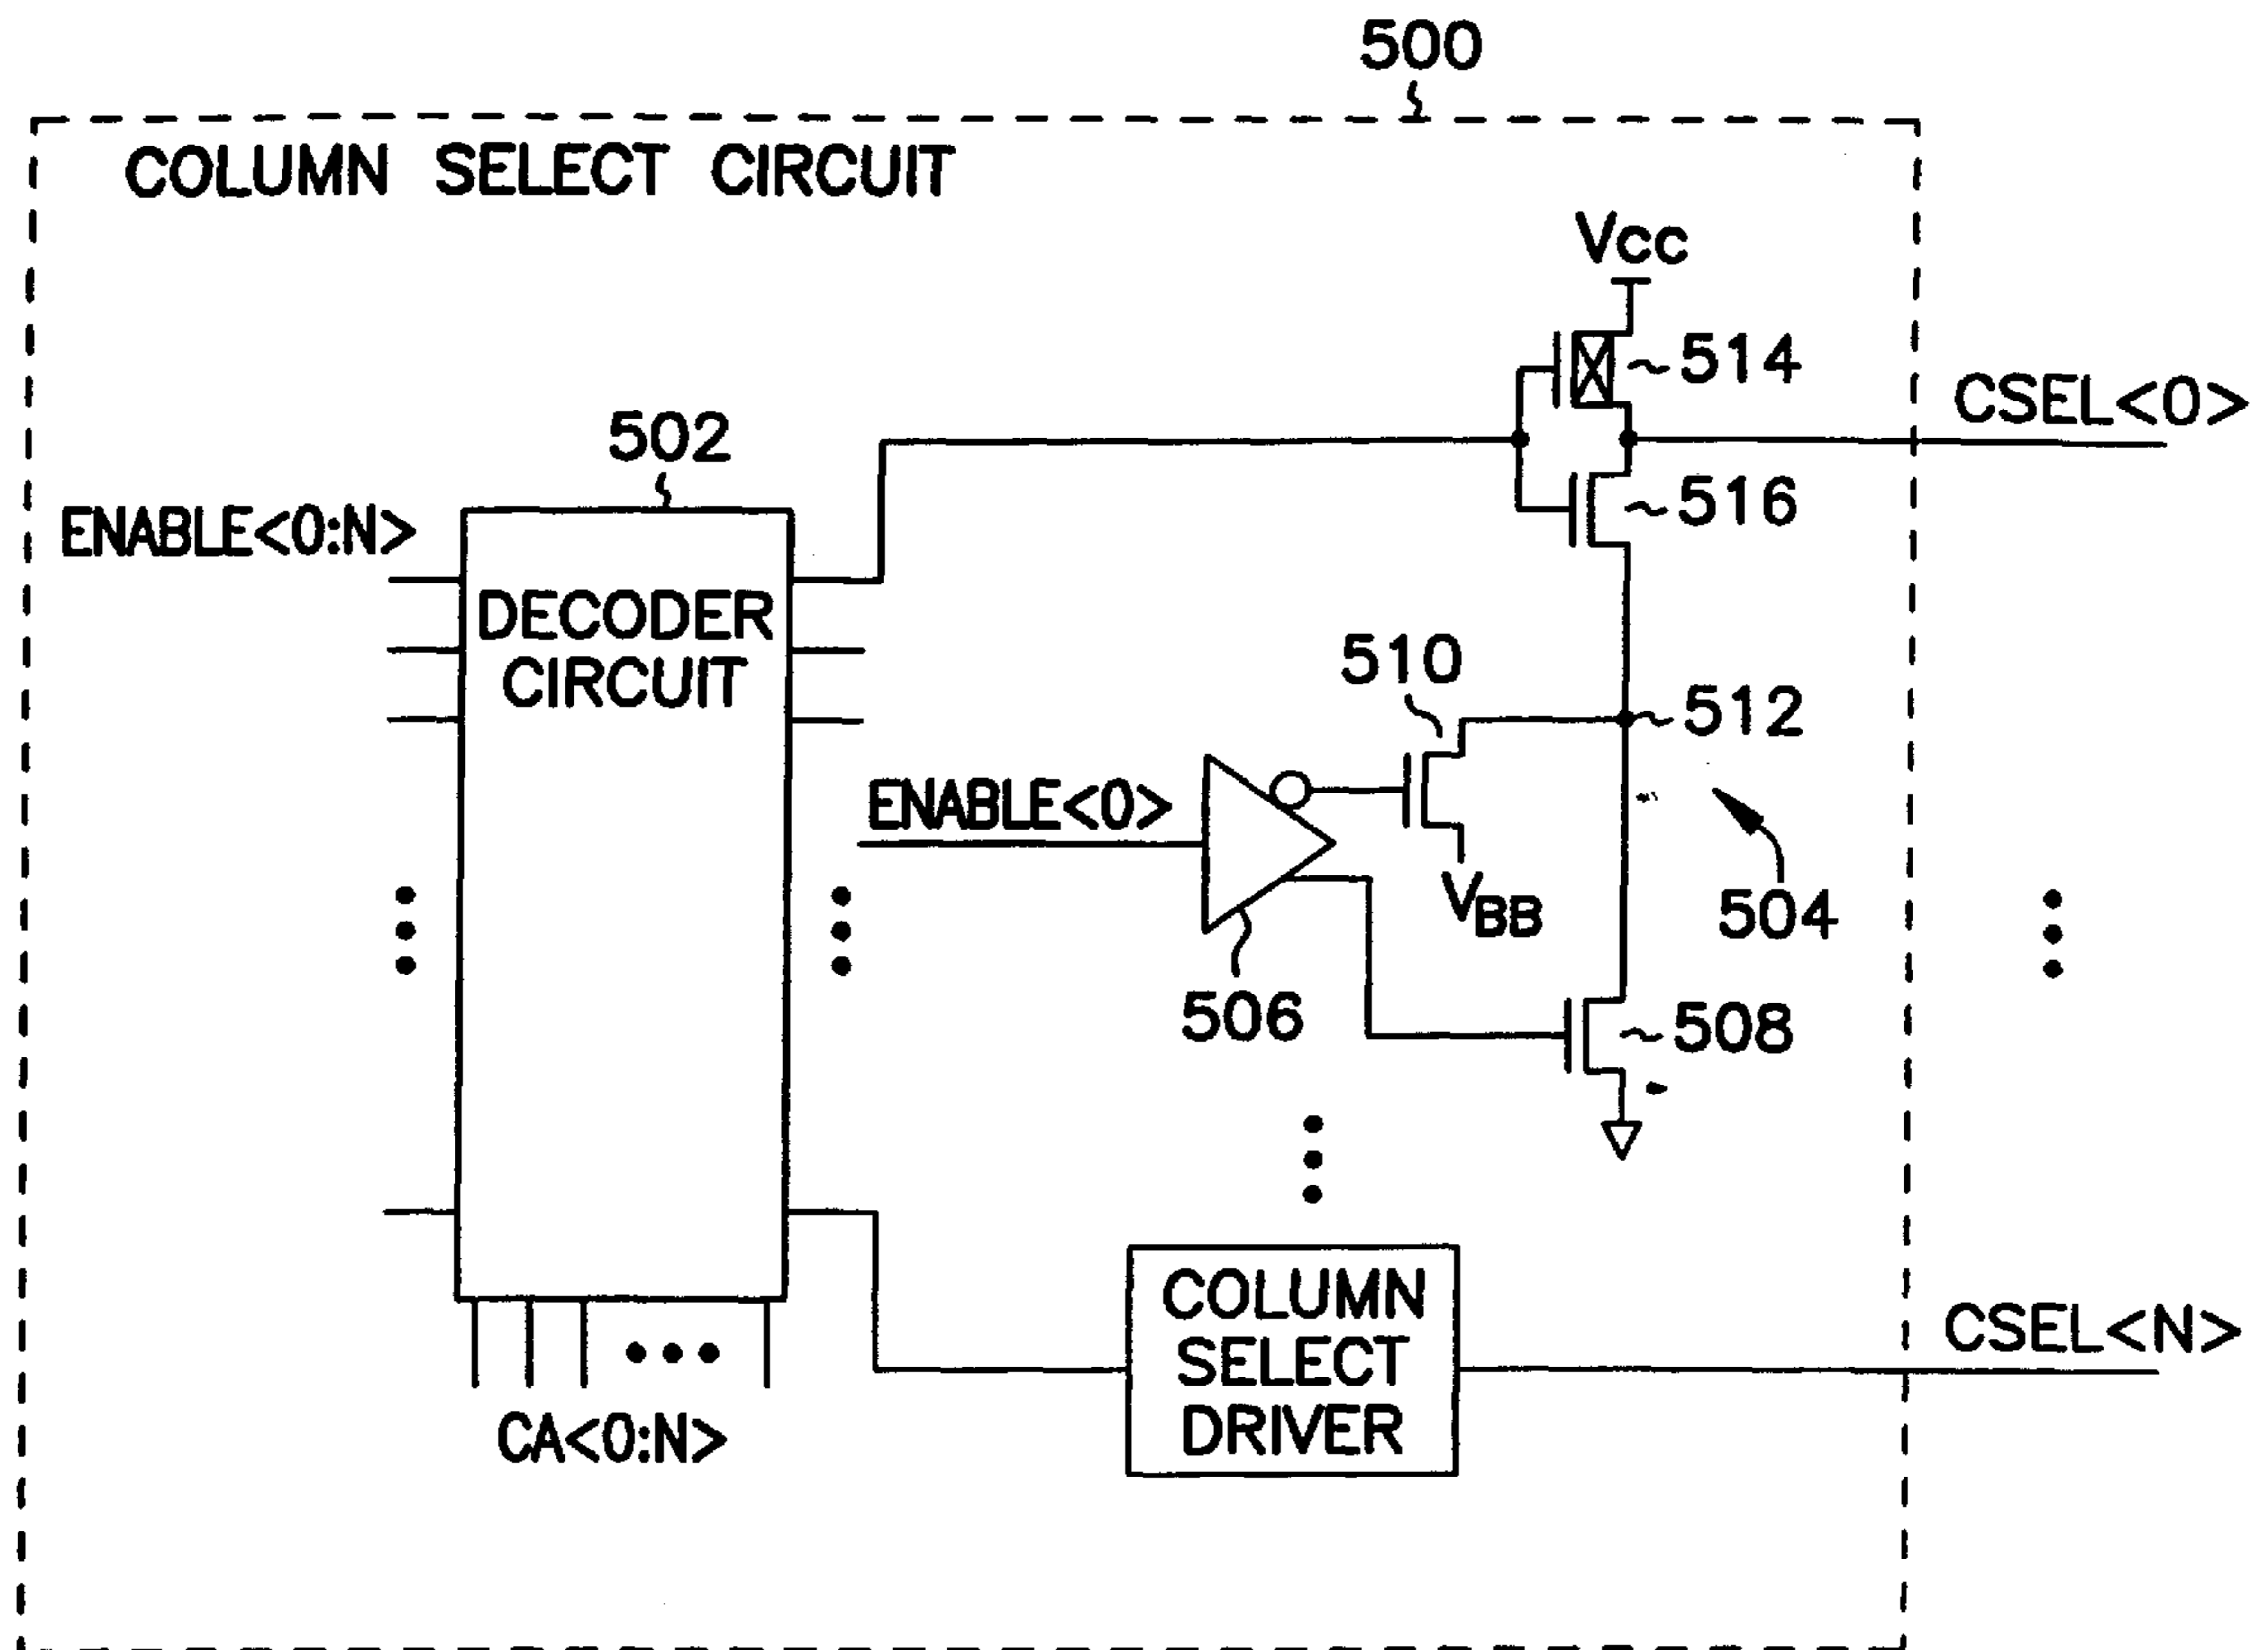 500
COLUMN SELECT CIRCUIT
Vcc
514
CSEL<0>
502
516
ENABLE<0:N>
DECODER
CIRCUIT
510
512
ENABLE<0>
VBB
504
506
508
COLUMN
SELECT
DRIVER
CSEL<N>
CA<0:N>